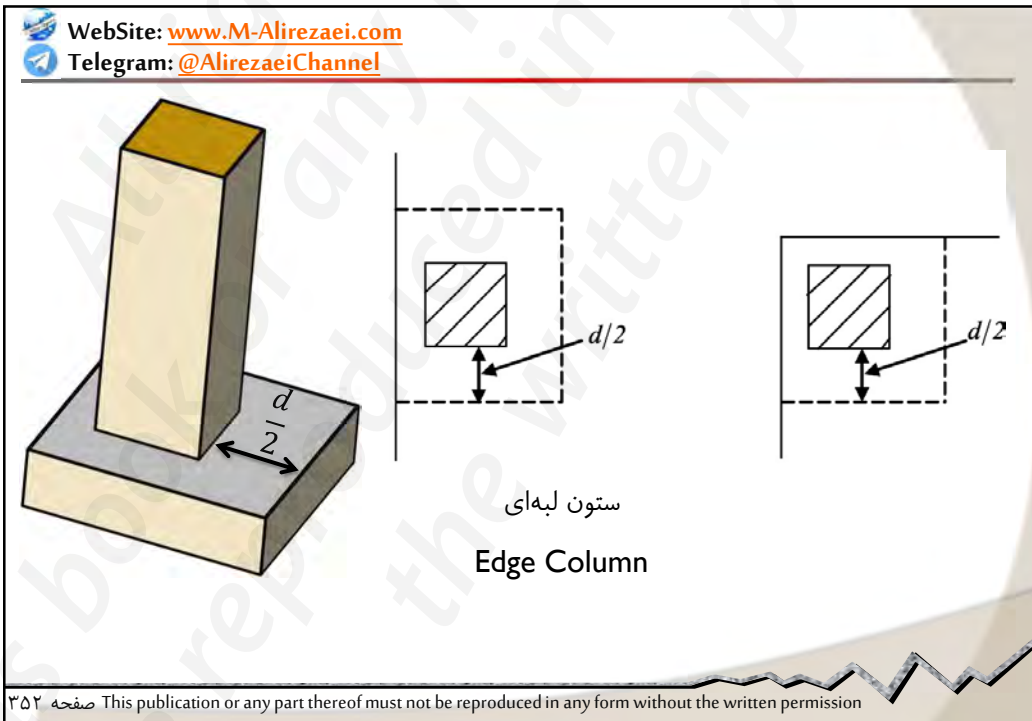 WebSite: www.M-Alirezaei.com
Telegram: @AlirezaeiChannel
d
2
d/2
d/2
ستون لبه‌ای
Edge Column
صفحه ۳۵۲ This publication or any part thereof must not be reproduced in any form without the written permission